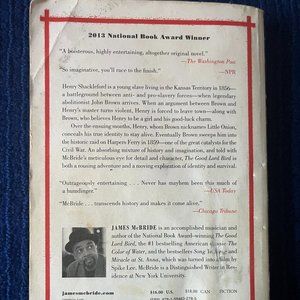 2013 National Book Award Winner
“A boisterous, highly entertaining, altogether original novel.”
—The Washington Post
“So imaginative, you'll race to the finish.” —NPR
Henry Shackleford is a young slave living in the Kansas Territory in 1856—
a battleground between anti- and pro-slavery forces—when legendary
abolitionist John Brown arrives. When an argument between Brown and
Henry's master turns violent, Henry is forced to leave town—along with
Brown, who believes Henry to be a girl and his good-luck charm.
Over the ensuing months, Henry, whom Brown nicknames Little Onion,
conceals his true identity to stay alive. Eventually Brown sweeps him into
the historic raid on Harpers Ferry in 1859—one of the great catalysts for the
Civil War. An absorbing mixture of history and imagination, and told with
McBride's meticulous eye for detail and character, The Good Lord Bird is
both a rousing adventure and a moving exploration of identity and survival.
“Outrageously entertaining . . . Never has mayhem been this much of
a humdinger.” —USA Today
“McBride . . . transcends history and makes it come alive.”
—Chicago Tribune
JAMES McBRIDE is an accomplished musician and
author of the National Book Award–winning The Good
Lord Bird, the #1 bestselling American classic The
Color of Water, and the bestsellers Song Yet Sung and
Miracle at St. Anna, which was turned into a film by
Spike Lee. McBride is a Distinguished Writer in Res-
idence at New York University.
jamesmcbride.com
$16.00 U.S. CAN FICTION